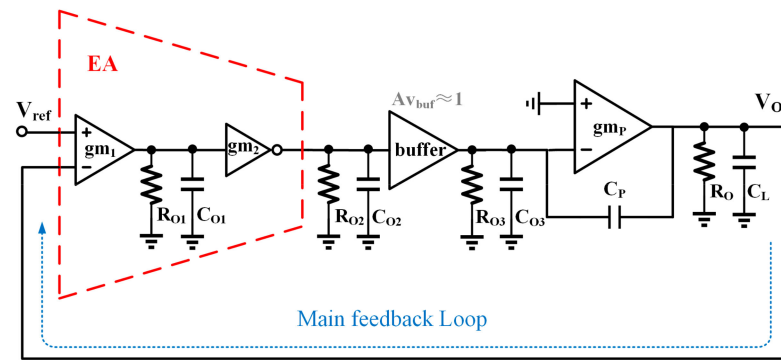 EA
V_ref
+
−
gm₁
R_O1
C_O1
gm₂
R_O2
C_O2
Av_buf≈1
buffer
R_O3
C_O3
+
−
gm_P
C_P
V_O
R_O
C_L
Main feedback Loop